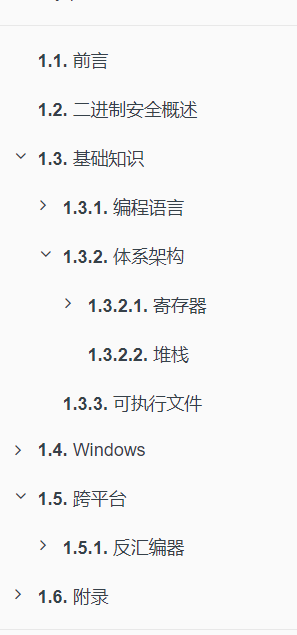 1.1. 前言
1.2. 二进制安全概述
1.3. 基础知识
1.3.1. 编程语言
1.3.2. 体系架构
1.3.2.1. 寄存器
1.3.2.2. 堆栈
1.3.3. 可执行文件
1.4. Windows
1.5. 跨平台
1.5.1. 反汇编器
1.6. 附录